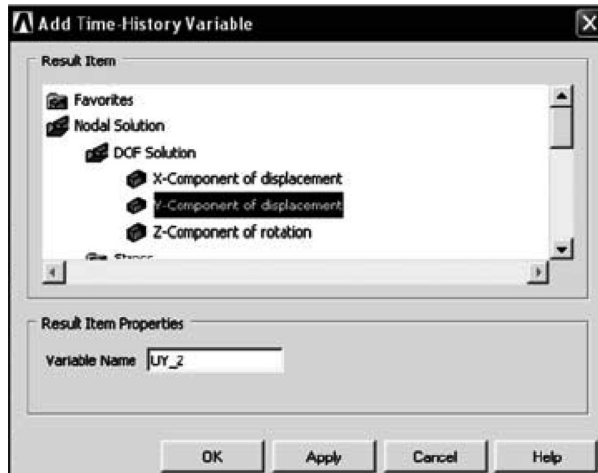 Add Time-History Variable
Result Item
Favorites
Nodal Solution
DOF Solution
X-Component of displacement
Y-Component of displacement
Z-Component of rotation
Stress
Result Item Properties
Variable Name UY_2
OK Apply Cancel Help